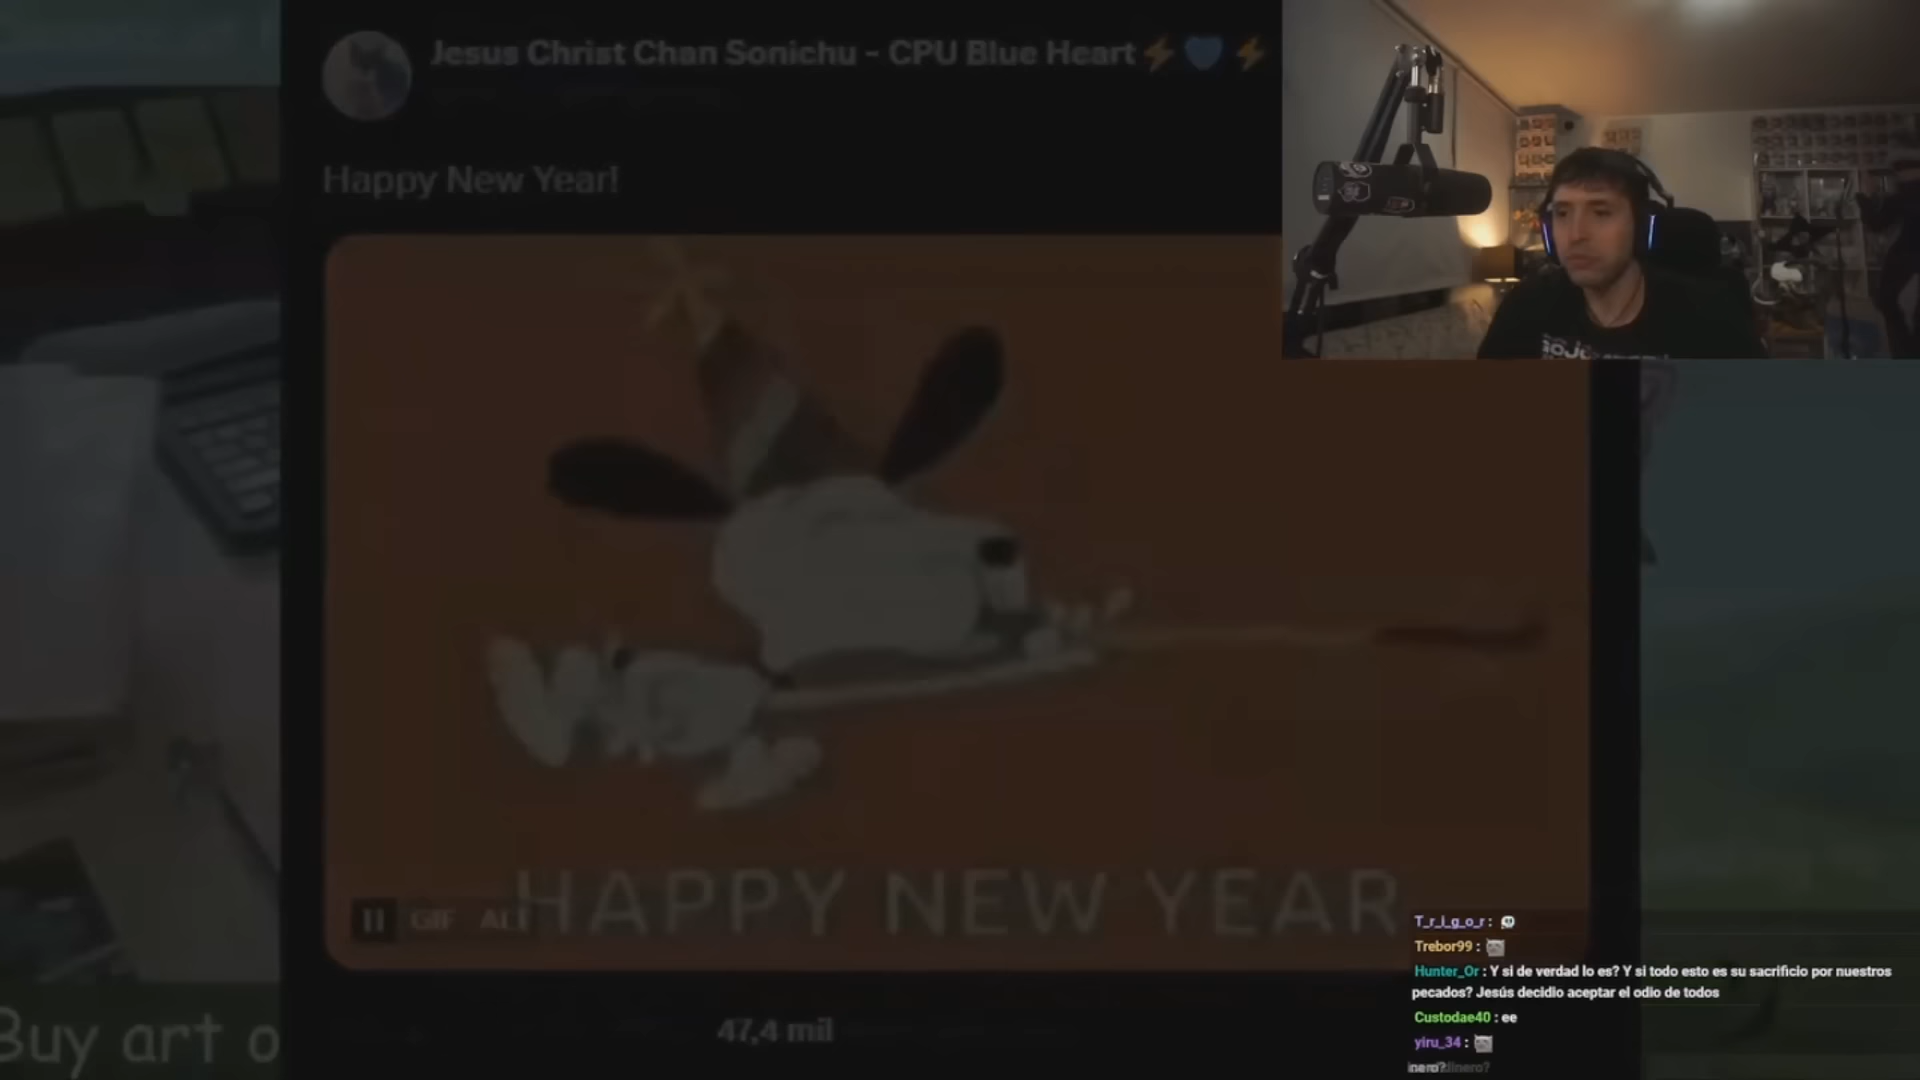 Jesus Christ Chan Sonichu - CPU Blue Heart⚡💙⚡
Happy New Year!
HAPPY NEW YEAR
GIF ALT
47,4 mil
Buy art o
T_r_i_g_o_r :
Trebor99 :
Hunter_Or : Y si de verdad lo es? Y si todo esto es su sacrificio por nuestros
pecados? Jesús decidio aceptar el odio de todos
Custodae40 : ee
yiru_34 :